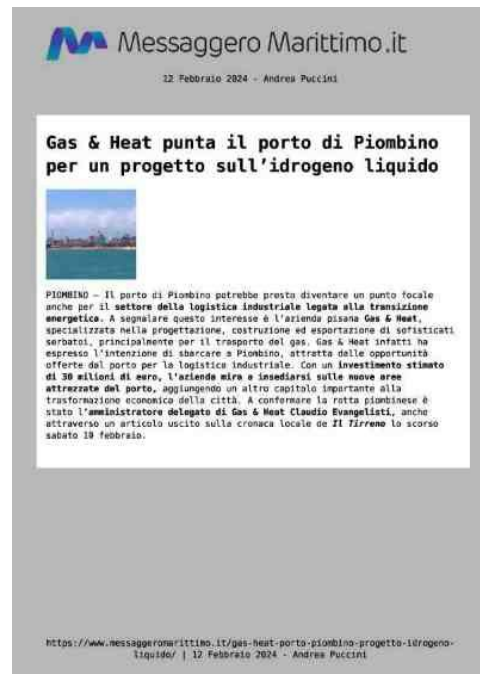 Messaggero Marittimo.it
12 Febbraio 2024 - Andrea Puccini
Gas & Heat punta il porto di Piombino
per un progetto sull'idrogeno liquido
PIOMBINO – Il porto di Piombino potrebbe presto diventare un punto focale
anche per il settore della logistica industriale legata alla transizione
energetica. A segnalare questo interesse è l'azienda pisana Gas & Heat,
specializzata nella progettazione, costruzione ed esportazione di sofisticati
serbatoi, principalmente per il trasporto del gas. Gas & Heat infatti ha
espresso l'intenzione di sbarcare a Piombino, attratta dalle opportunità
offerte dal porto per la logistica industriale. Con un investimento stimato
di 30 milioni di euro, l'azienda mira a insediarsi sulle nuove aree
attrezzate del porto, aggiungendo un altro capitolo importante alla
trasformazione economica della città. A confermare la rotta piombinese è
stato l'amministratore delegato di Gas & Heat Claudio Evangelisti, anche
attraverso un articolo uscito sulla cronaca locale de Il Tirreno lo scorso
sabato 10 febbraio.
https://www.messaggeromarittimo.it/gas-heat-porto-piombino-progetto-idrogeno-
liquido/ | 12 Febbraio 2024 - Andrea Puccini